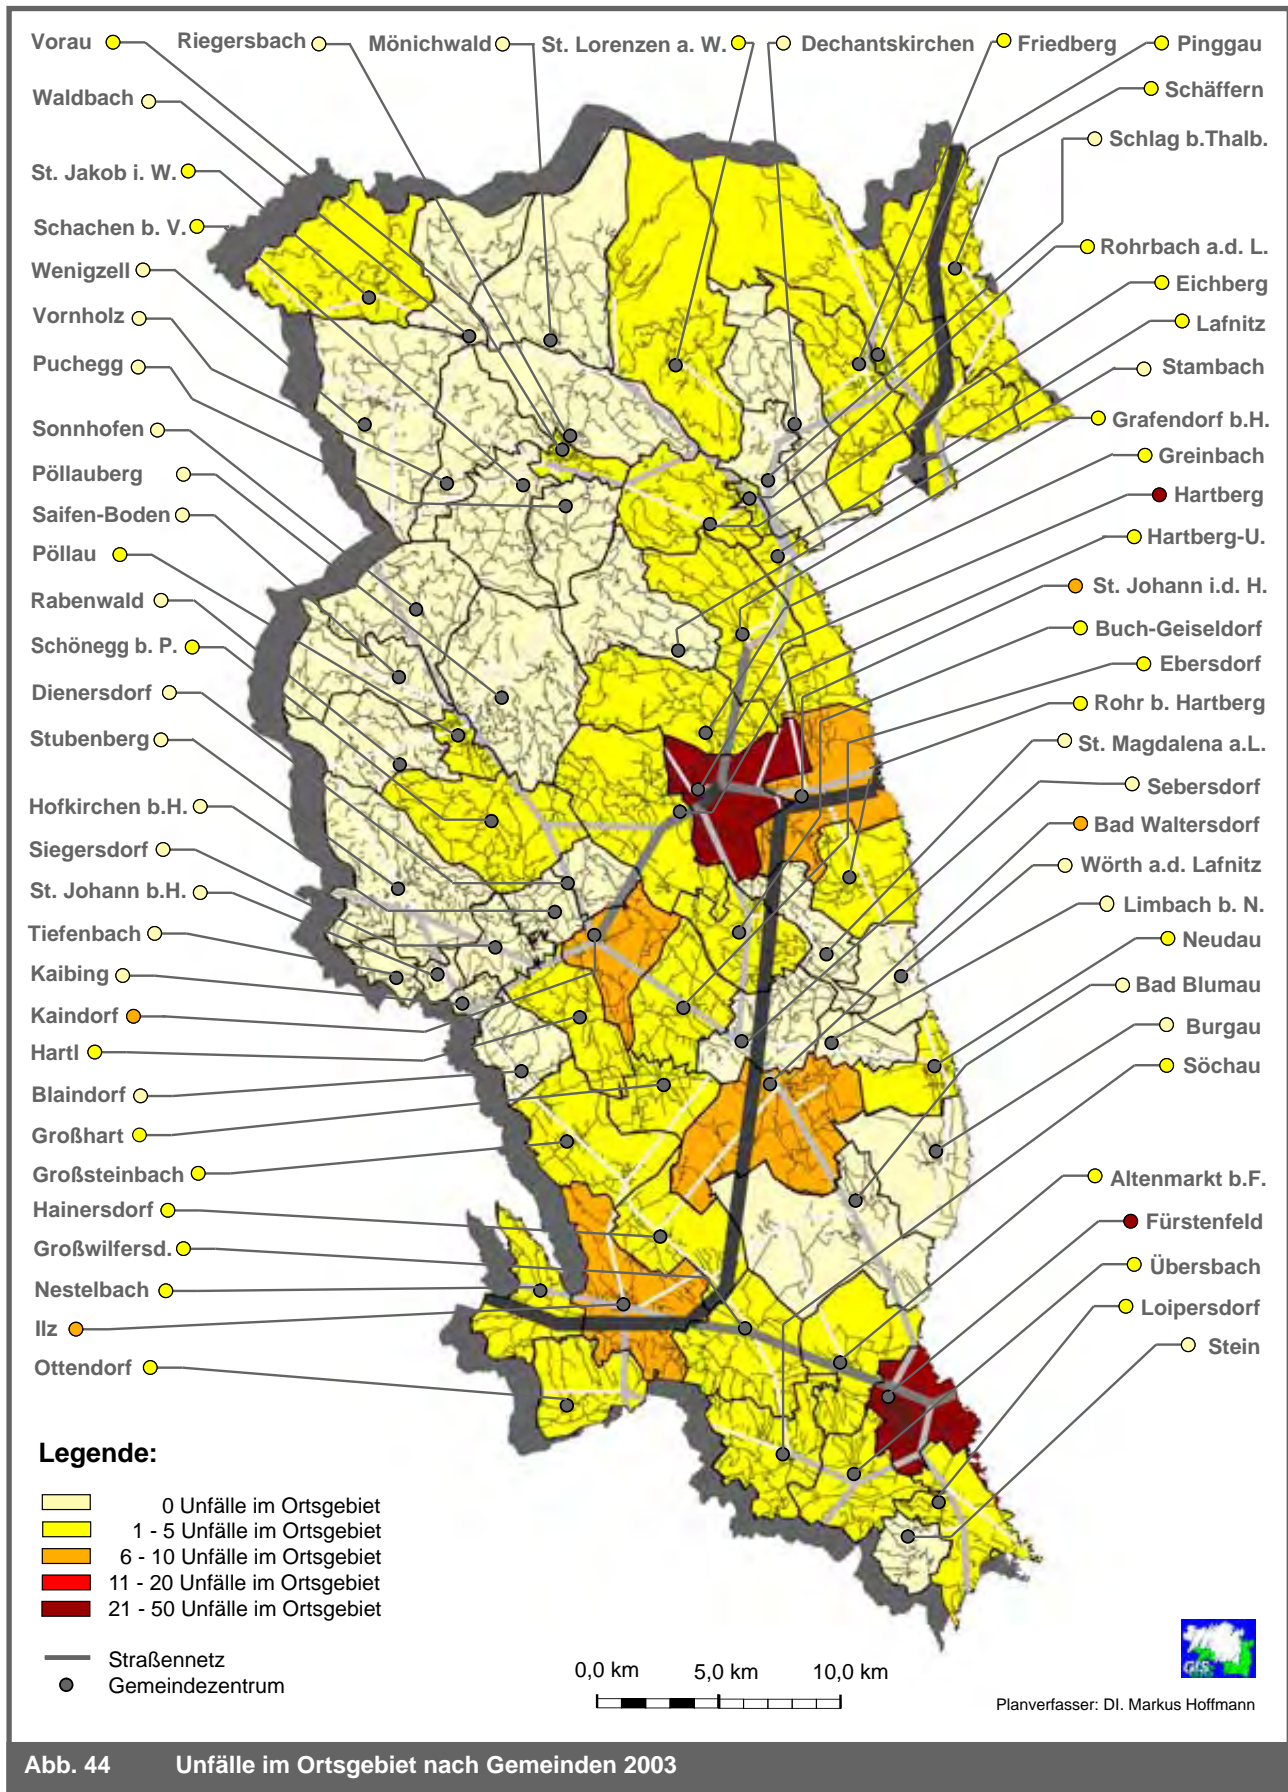 Vorau
Riegersbach
Mönichwald
St. Lorenzen a. W.
Dechantskirchen
Friedberg
Pinggau
Waldbach
Schäffern
Schlag b.Thalb.
St. Jakob i. W.
Schachen b. V.
Rohrbach a.d. L.
Wenigzell
Eichberg
Vornholz
Lafnitz
Puchegg
Stambach
Sonnhofen
Grafendorf b.H.
Pöllauberg
Greinbach
Saifen-Boden
Hartberg
Pöllau
Hartberg-U.
Rabenwald
St. Johann i.d. H.
Schönegg b. P.
Buch-Geiseldorf
Dienersdorf
Ebersdorf
Stubenberg
Rohr b. Hartberg
St. Magdalena a.L.
Hofkirchen b.H.
Sebersdorf
Siegersdorf
Bad Waltersdorf
St. Johann b.H.
Wörth a.d. Lafnitz
Tiefenbach
Limbach b. N.
Kaibing
Neudau
Kaindorf
Bad Blumau
Hartl
Burgau
Blaindorf
Söchau
Großhart
Großsteinbach
Altenmarkt b.F.
Hainersdorf
Fürstenfeld
Großwilfersd.
Übersbach
Nestelbach
Loipersdorf
Ilz
Stein
Ottendorf
Legende:
0 Unfälle im Ortsgebiet
1 - 5 Unfälle im Ortsgebiet
6 - 10 Unfälle im Ortsgebiet
11 - 20 Unfälle im Ortsgebiet
21 - 50 Unfälle im Ortsgebiet
Straßennetz
Gemeindezentrum
0,0 km 5,0 km 10,0 km
GIS
Planverfasser: DI. Markus Hoffmann
Abb. 44 Unfälle im Ortsgebiet nach Gemeinden 2003